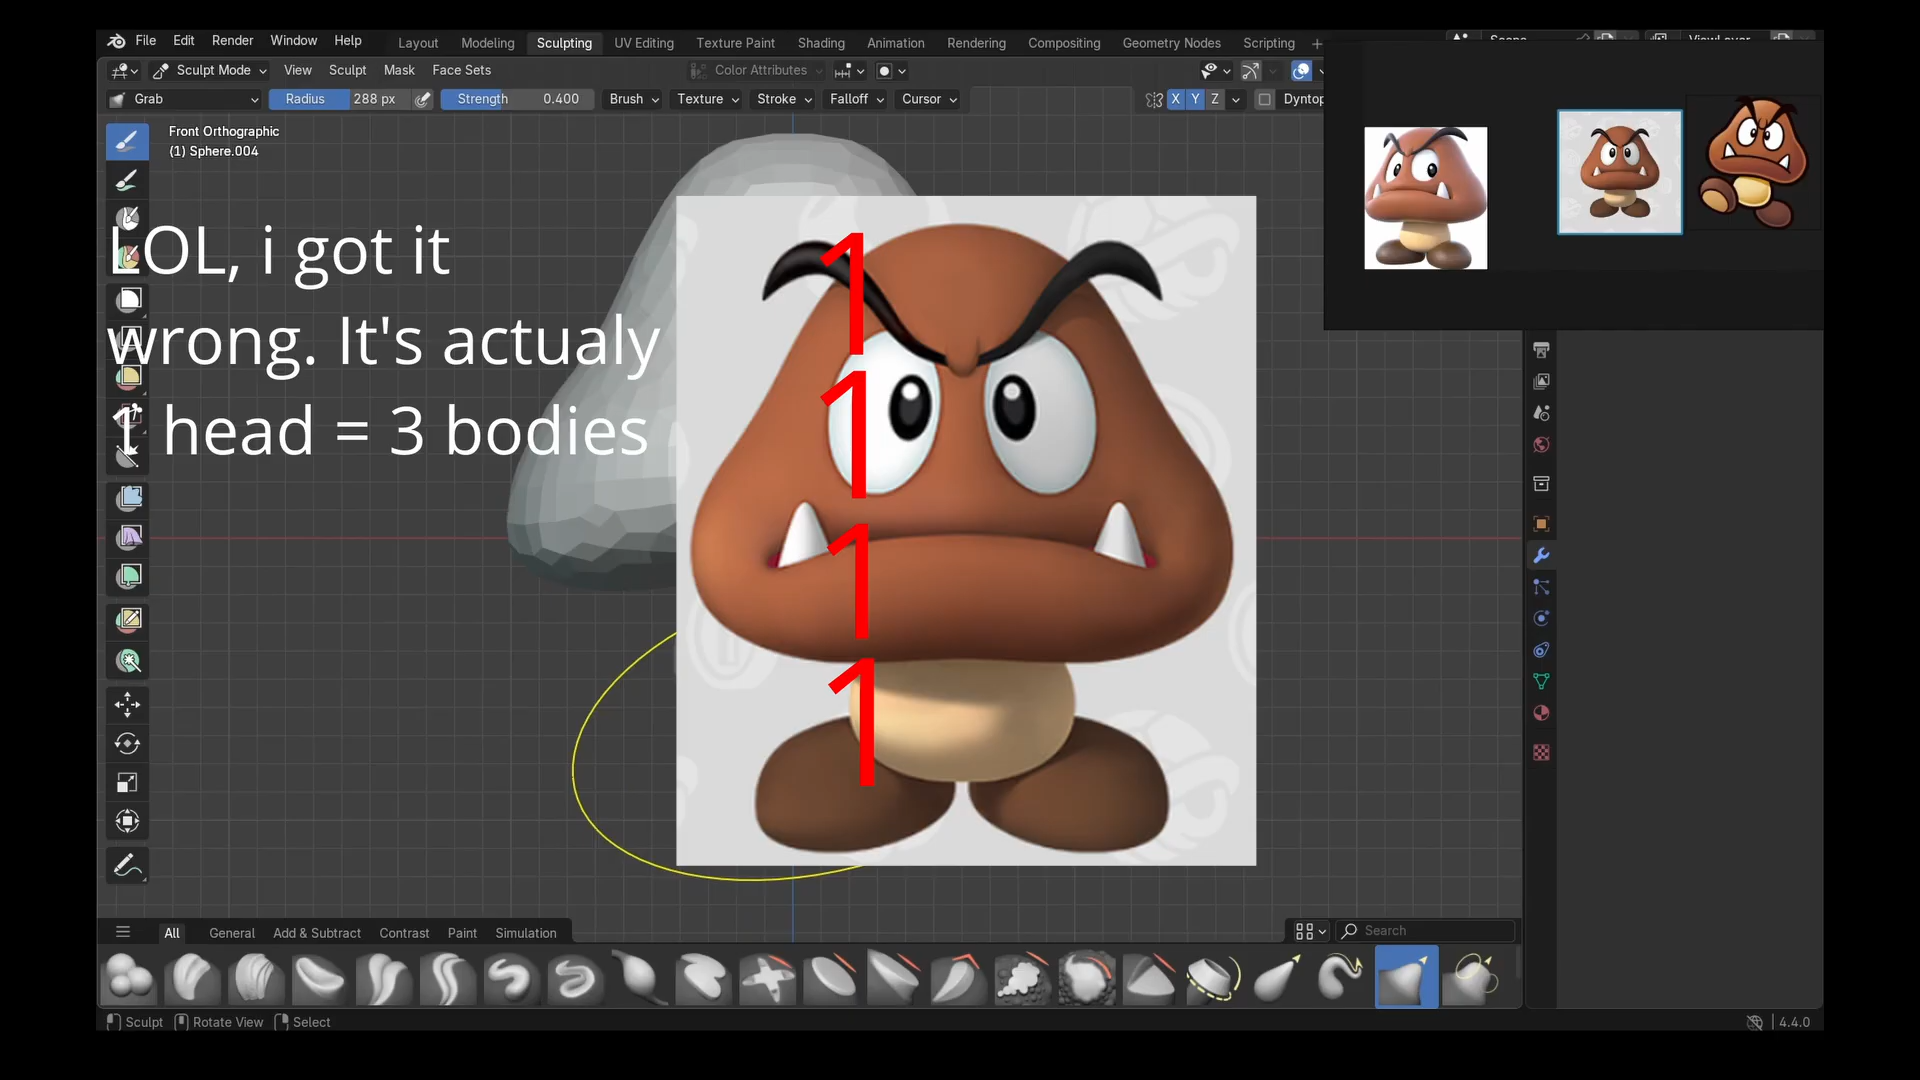 File Edit Render Window Help Layout Modeling Sculpting UV Editing Texture Paint Shading Animation Rendering Compositing Geometry Nodes Scripting + Scene ViewLayer
Sculpt Mode View Sculpt Mask Face Sets Color Attributes
Grab Radius 288 px Strength 0.400 Brush Texture Stroke Falloff Cursor X Y Z Dyntop
Front Orthographic
(1) Sphere.004
LOL, i got it
wrong. It's actualy
1 head = 3 bodies
1
1
1
1
All General Add & Subtract Contrast Paint Simulation Search
Sculpt Rotate View Select 4.4.0